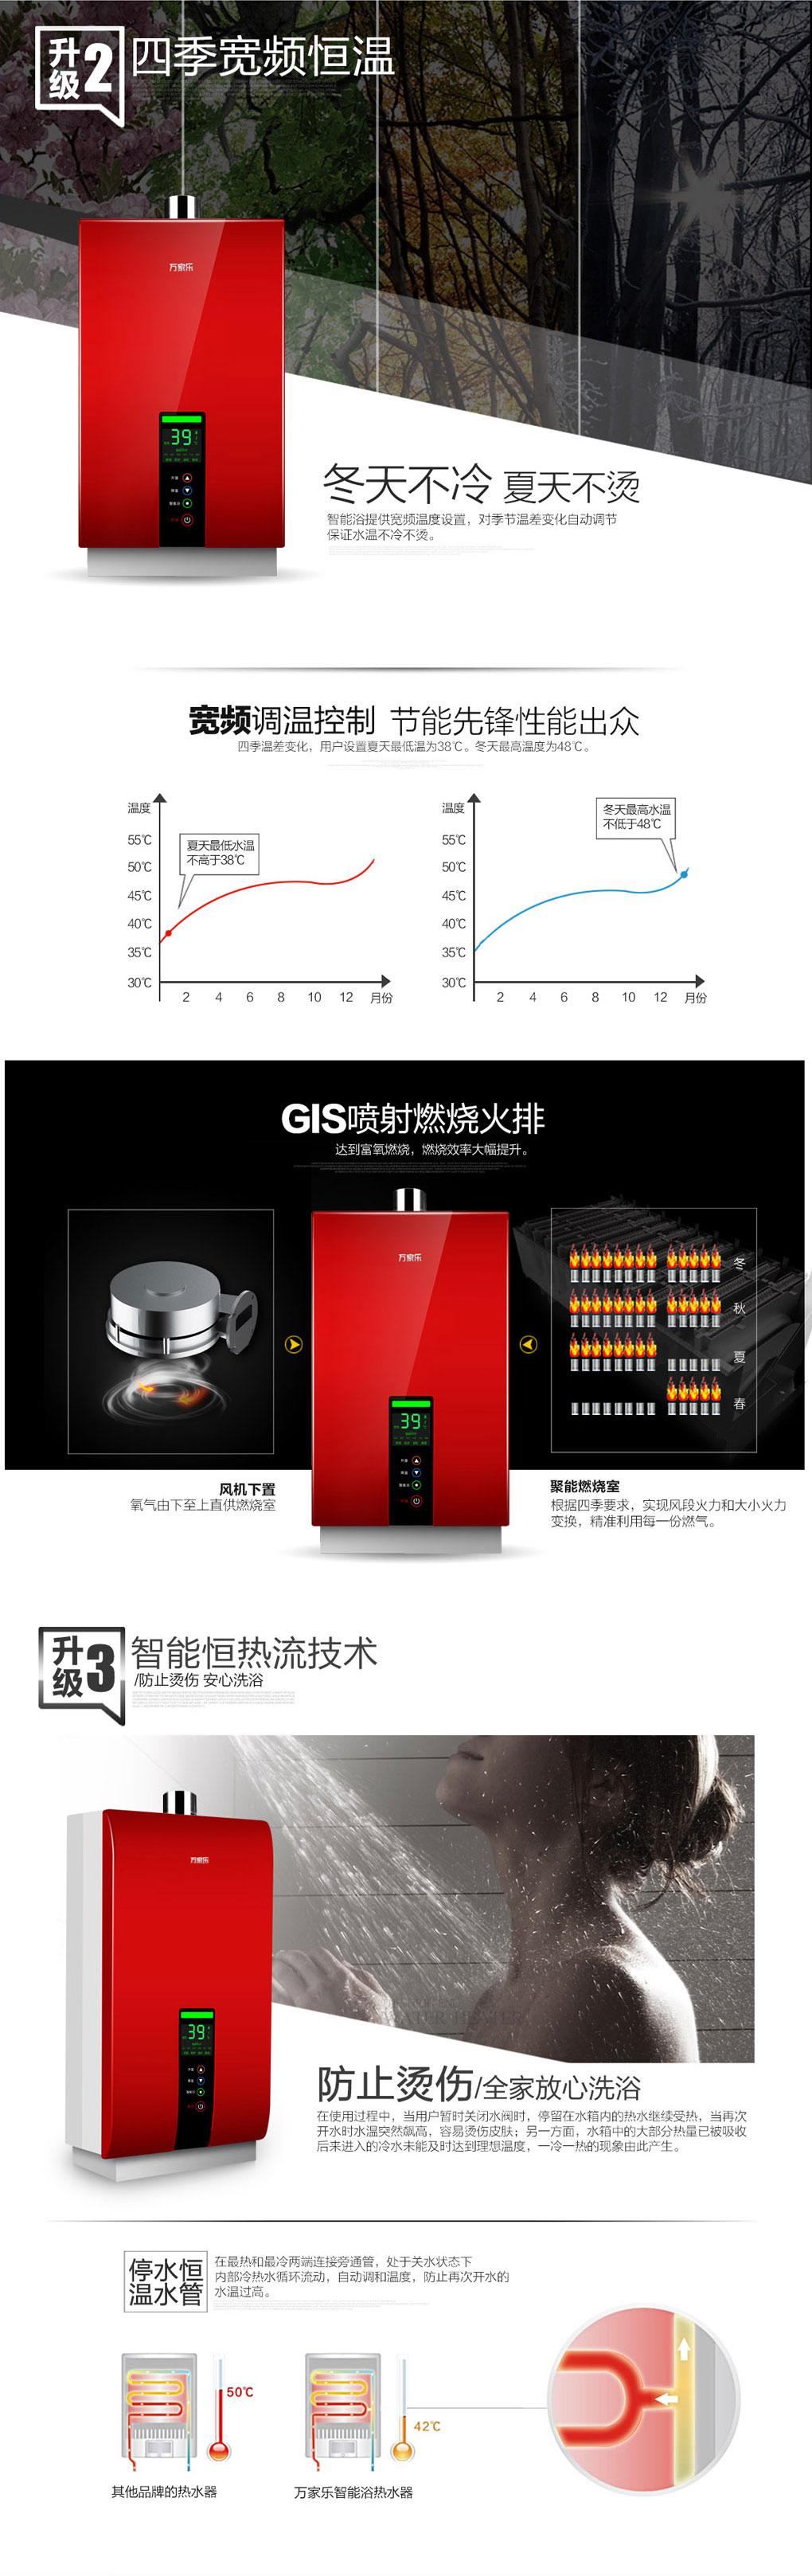 升级2
四季宽频恒温
万家乐
39
冬天不冷 夏天不烫
智能浴提供宽频温度设置，对季节温差变化自动调节
保证水温不冷不烫。
宽频调温控制 节能先锋性能出众
四季温差变化，用户设置夏天最低温为38℃。冬天最高温度为48℃。
温度
55℃
50℃
45℃
40℃
35℃
30℃
夏天最低水温
不高于38℃
2 4 6 8 10 12 月份
温度
55℃
50℃
45℃
40℃
35℃
30℃
冬天最高水温
不低于48℃
2 4 6 8 10 12 月份
GIS喷射燃烧火排
达到富氧燃烧，燃烧效率大幅提升。
万家乐
39
冬
秋
夏
春
风机下置
氧气由下至上直供燃烧室
聚能燃烧室
根据四季要求，实现风段火力和大小火力
变换，精准利用每一份燃气。
升级3
智能恒热流技术
/防止烫伤 安心洗浴
万家乐
39
防止烫伤/全家放心洗浴
在使用过程中，当用户暂时关闭水阀时，停留在水箱内的热水继续受热，当再次
开水时水温突然飙高，容易烫伤皮肤；另一方面，水箱中的大部分热量已被吸收
后来进入的冷水未能及时达到理想温度，一冷一热的现象由此产生。
停水恒
温水管
在最热和最冷两端连接旁通管，处于关水状态下
内部冷热水循环流动，自动调和温度，防止再次开水的
水温过高。
50℃
42℃
其他品牌的热水器
万家乐智能浴热水器